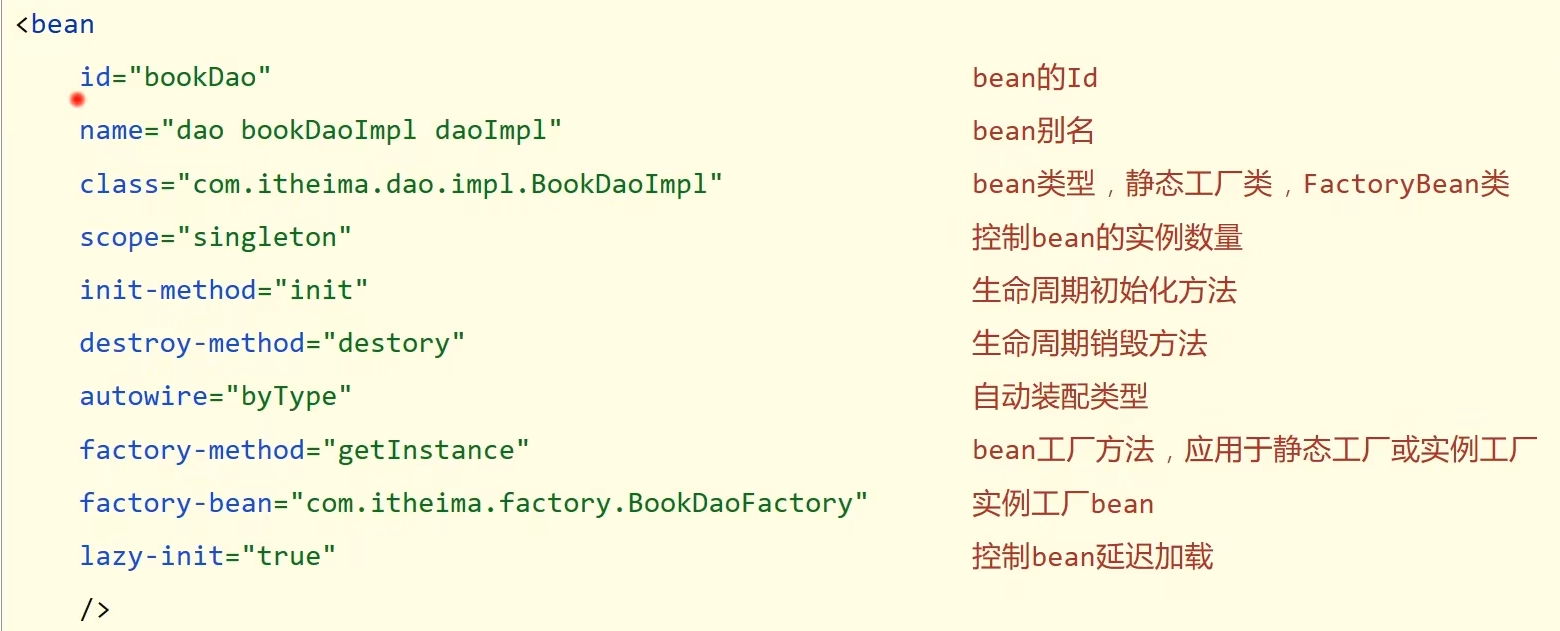 <bean
id="bookDao" bean的Id
name="dao bookDaoImpl daoImpl" bean别名
class="com.itheima.dao.impl.BookDaoImpl" bean类型，静态工厂类，FactoryBean类
scope="singleton" 控制bean的实例数量
init-method="init" 生命周期初始化方法
destroy-method="destory" 生命周期销毁方法
autowire="byType" 自动装配类型
factory-method="getInstance" bean工厂方法，应用于静态工厂或实例工厂
factory-bean="com.itheima.factory.BookDaoFactory" 实例工厂bean
lazy-init="true" 控制bean延迟加载
/>